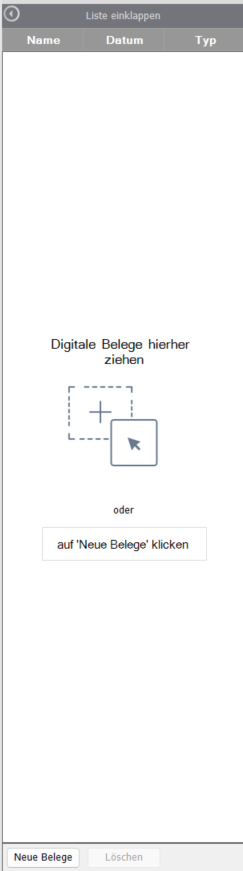 Liste einklappen
Name Datum Typ
Digitale Belege hierher
ziehen
oder
auf 'Neue Belege' klicken
Neue Belege Löschen